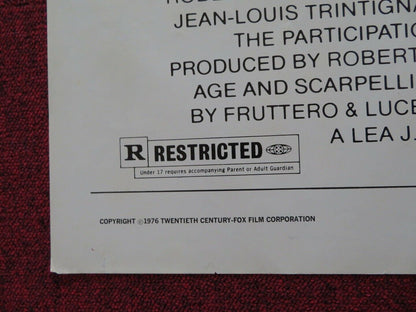 JEAN-LOUIS TRINTIGNA
THE PARTICIPATIO
PRODUCED BY ROBERT
AGE AND SCARPELLI
BY FRUTTERO & LUCE
A LEA J.
R RESTRICTED
Under 17 requires accompanying Parent or Adult Guardian
COPYRIGHT ©1976 TWENTIETH CENTURY-FOX FILM CORPORATION